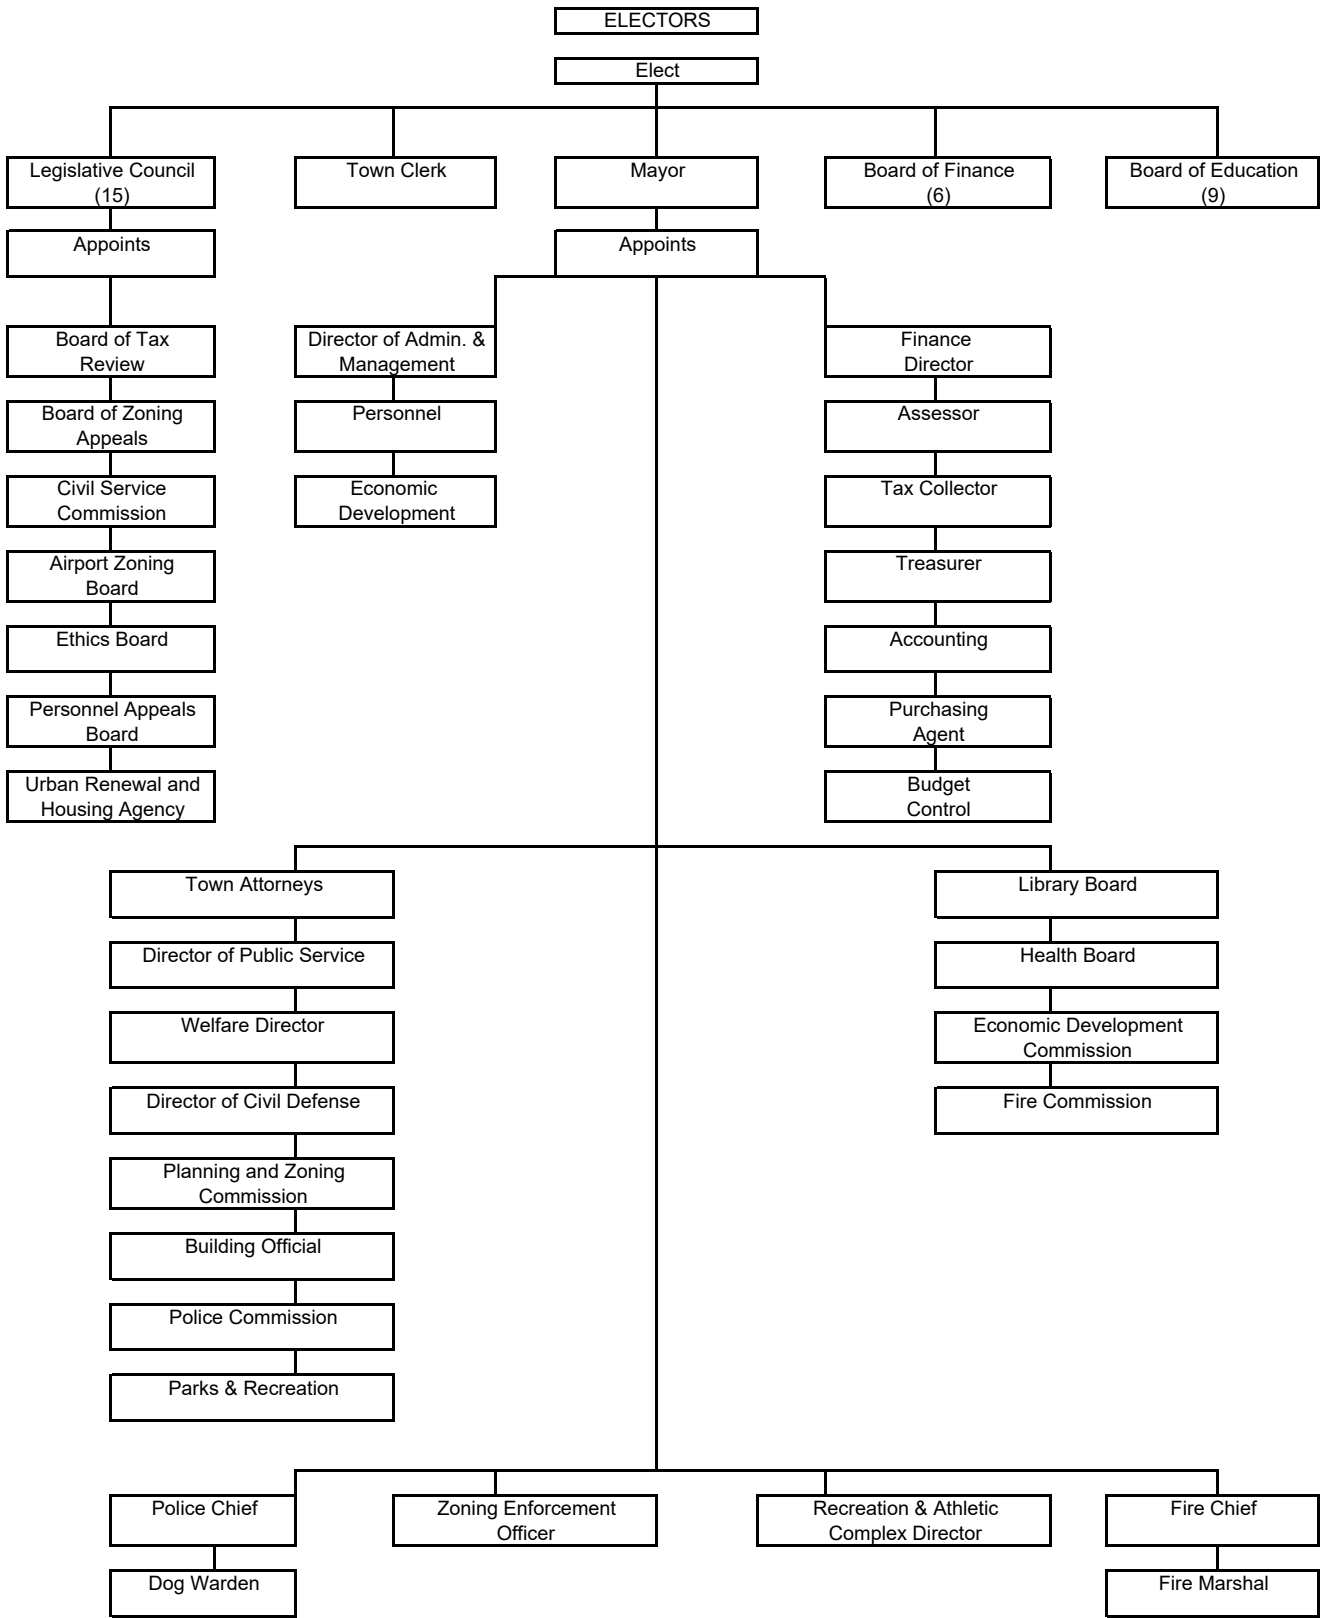 ELECTORS
Elect
Legislative Council
(15)
Town Clerk
Mayor
Board of Finance
(6)
Board of Education
(9)
Appoints
Appoints
Board of Tax
Review
Director of Admin. &
Management
Finance
Director
Board of Zoning
Appeals
Personnel
Assessor
Civil Service
Commission
Economic
Development
Tax Collector
Airport Zoning
Board
Treasurer
Ethics Board
Accounting
Personnel Appeals
Board
Purchasing
Agent
Urban Renewal and
Housing Agency
Budget
Control
Town Attorneys
Library Board
Director of Public Service
Health Board
Welfare Director
Economic Development
Commission
Director of Civil Defense
Fire Commission
Planning and Zoning
Commission
Building Official
Police Commission
Parks & Recreation
Police Chief
Zoning Enforcement
Officer
Recreation & Athletic
Complex Director
Fire Chief
Dog Warden
Fire Marshal